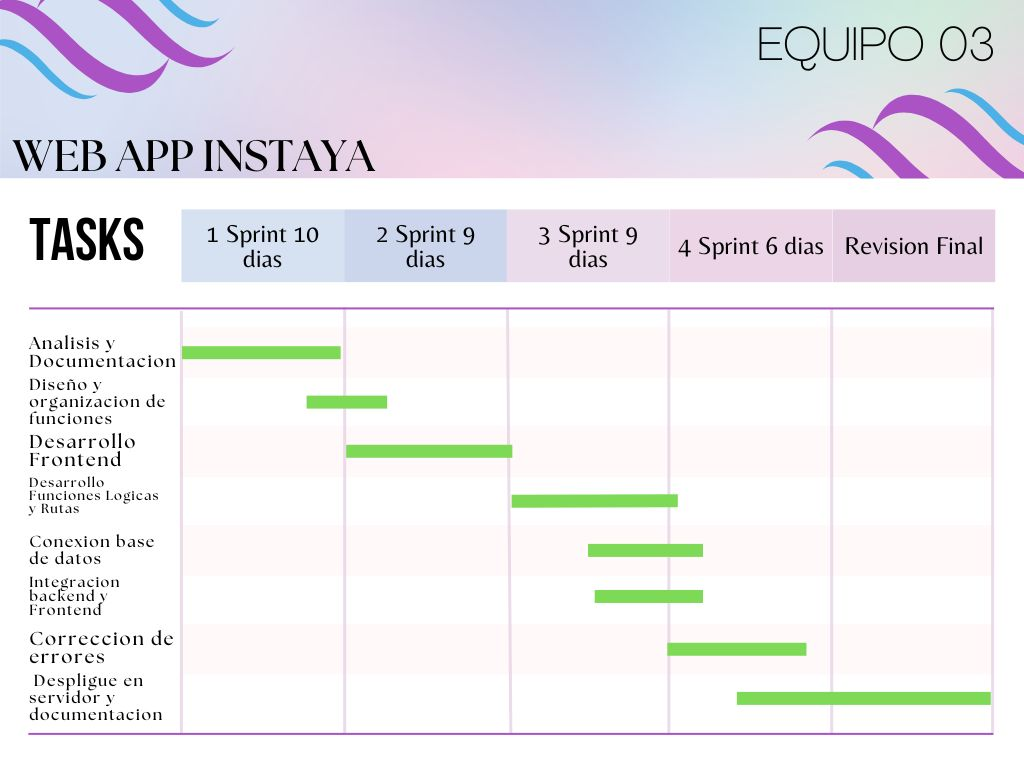 EQUIPO 03
WEB APP INSTAYA
TASKS
1 Sprint 10
dias
2 Sprint 9
dias
3 Sprint 9
dias
4 Sprint 6 dias
Revision Final
Analisis y
Documentacion
Diseño y
organizacion de
funciones
Desarrollo
Frontend
Desarrollo
Funciones Logicas
y Rutas
Conexion base
de datos
Integracion
backend y
Frontend
Correccion de
errores
Despligue en
servidor y
documentacion